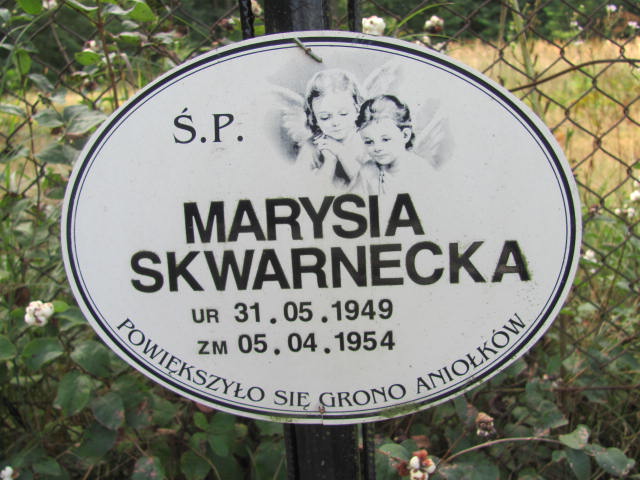 Ś.P.
MARYSIA
SKWARNECKA
UR 31.05.1949
ZM 05.04.1954
POWIĘKSZYŁO SIĘ GRONO ANIOŁKÓW